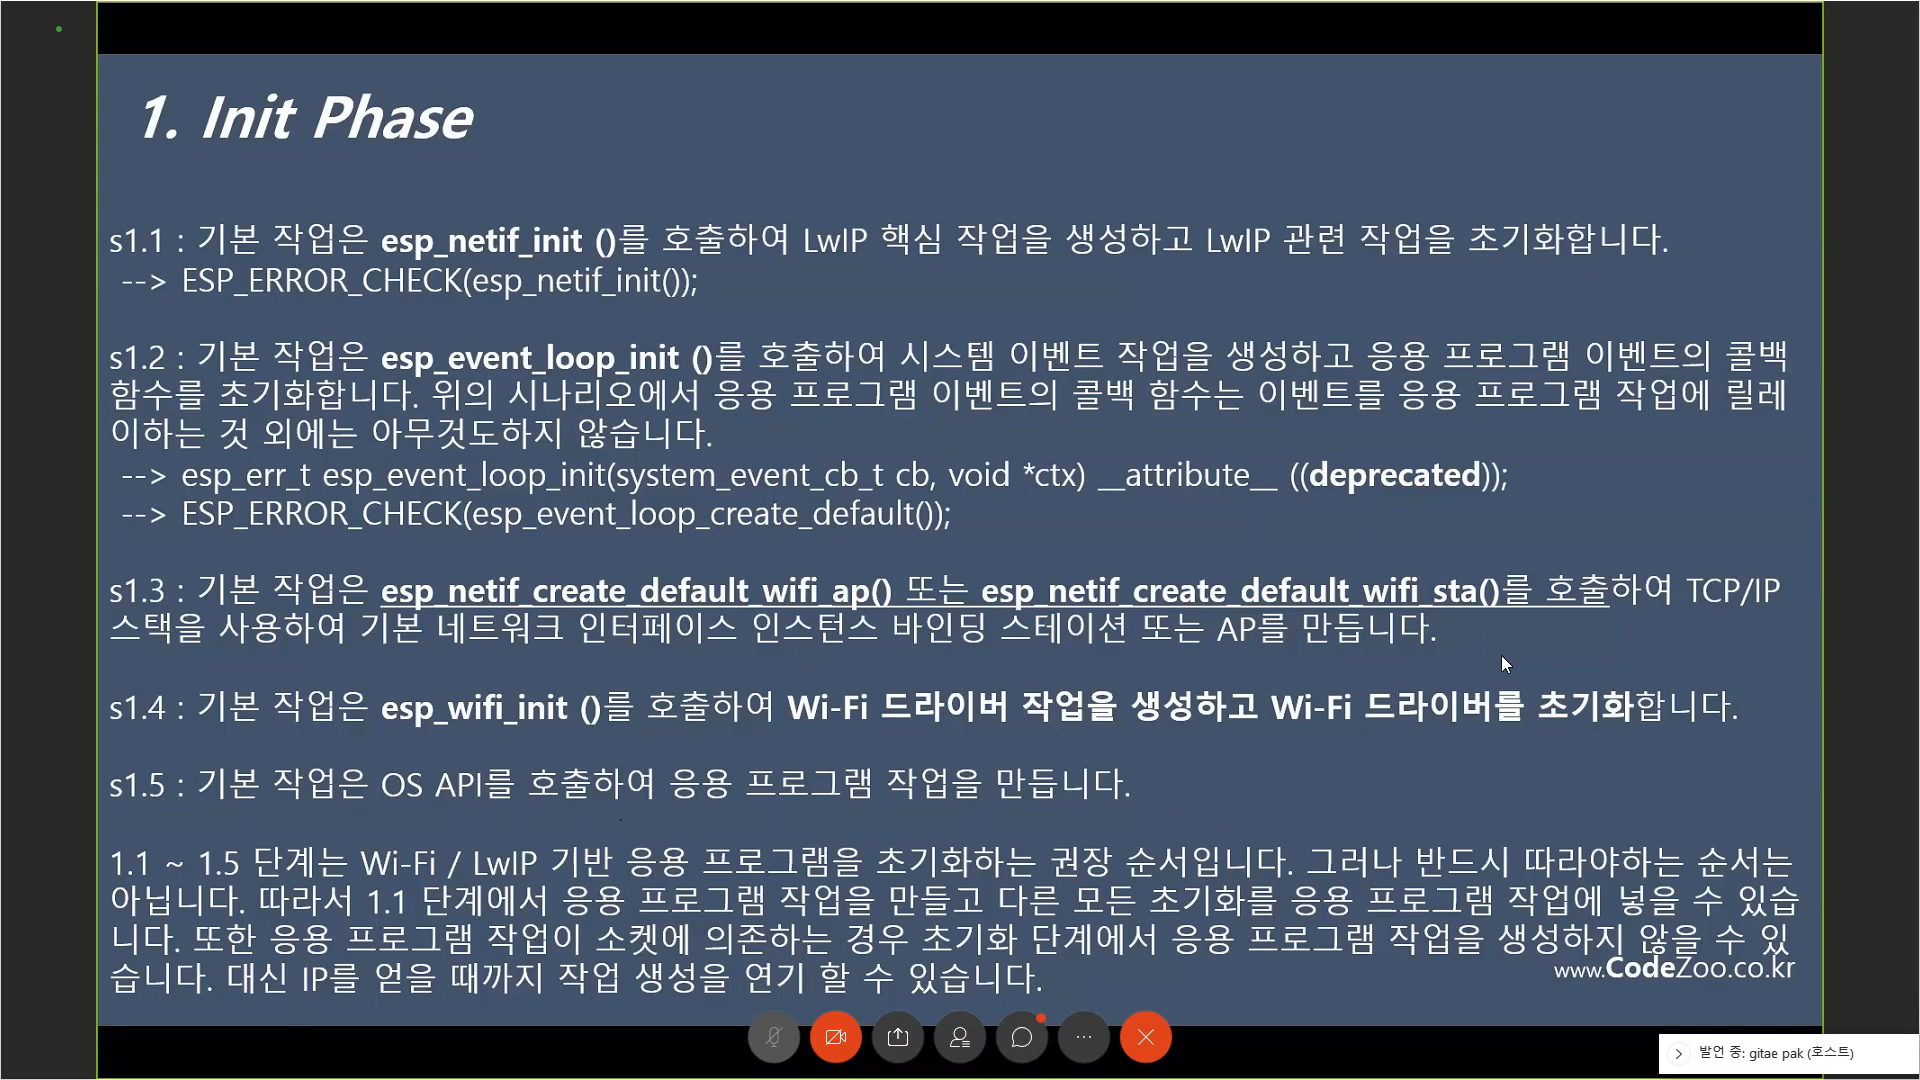 1. Init Phase
s1.1 : 기본 작업은 esp_netif_init ()를 호출하여 LwIP 핵심 작업을 생성하고 LwIP 관련 작업을 초기화합니다.
--> ESP_ERROR_CHECK(esp_netif_init());
s1.2 : 기본 작업은 esp_event_loop_init ()를 호출하여 시스템 이벤트 작업을 생성하고 응용 프로그램 이벤트의 콜백
함수를 초기화합니다. 위의 시나리오에서 응용 프로그램 이벤트의 콜백 함수는 이벤트를 응용 프로그램 작업에 릴레
이하는 것 외에는 아무것도하지 않습니다.
--> esp_err_t esp_event_loop_init(system_event_cb_t cb, void *ctx) __attribute__ ((deprecated));
--> ESP_ERROR_CHECK(esp_event_loop_create_default());
s1.3 : 기본 작업은 esp_netif_create_default_wifi_ap() 또는 esp_netif_create_default_wifi_sta()를 호출하여 TCP/IP
스택을 사용하여 기본 네트워크 인터페이스 인스턴스 바인딩 스테이션 또는 AP를 만듭니다.
s1.4 : 기본 작업은 esp_wifi_init ()를 호출하여 Wi-Fi 드라이버 작업을 생성하고 Wi-Fi 드라이버를 초기화합니다.
s1.5 : 기본 작업은 OS API를 호출하여 응용 프로그램 작업을 만듭니다.
1.1 ~ 1.5 단계는 Wi-Fi / LwIP 기반 응용 프로그램을 초기화하는 권장 순서입니다. 그러나 반드시 따라야하는 순서는
아닙니다. 따라서 1.1 단계에서 응용 프로그램 작업을 만들고 다른 모든 초기화를 응용 프로그램 작업에 넣을 수 있습
니다. 또한 응용 프로그램 작업이 소켓에 의존하는 경우 초기화 단계에서 응용 프로그램 작업을 생성하지 않을 수 있
습니다. 대신 IP를 얻을 때까지 작업 생성을 연기 할 수 있습니다.
www.CodeZoo.co.kr
발언 중: gitae pak (호스트)